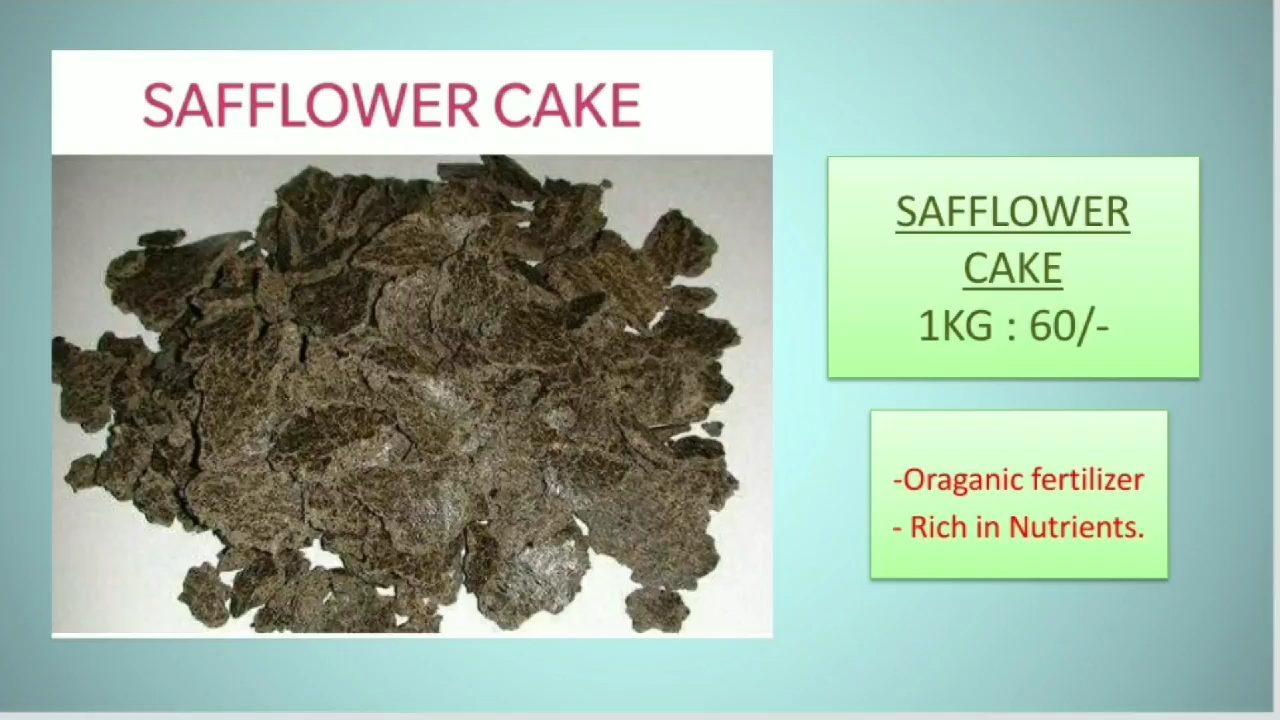 SAFFLOWER CAKE
SAFFLOWER
CAKE
1KG : 60/-
-Oraganic fertilizer
- Rich in Nutrients.